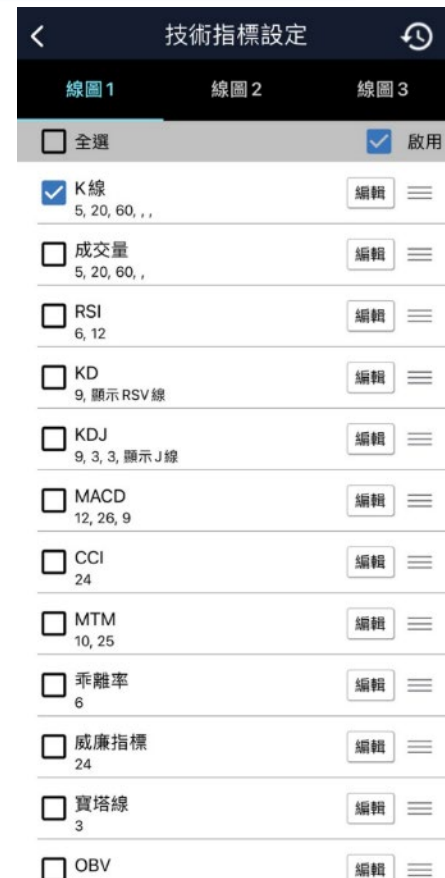 技術指標設定
線圖1 線圖2 線圖3
全選 啟用
K線 編輯
5, 20, 60, , ,
成交量 編輯
5, 20, 60, ,
RSI 編輯
6, 12
KD 編輯
9, 顯示RSV線
KDJ 編輯
9, 3, 3, 顯示J線
MACD 編輯
12, 26, 9
CCI 編輯
24
MTM 編輯
10, 25
乖離率 編輯
6
威廉指標 編輯
24
寶塔線 編輯
3
OBV 編輯